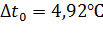 Δt₀ = 4,92℃